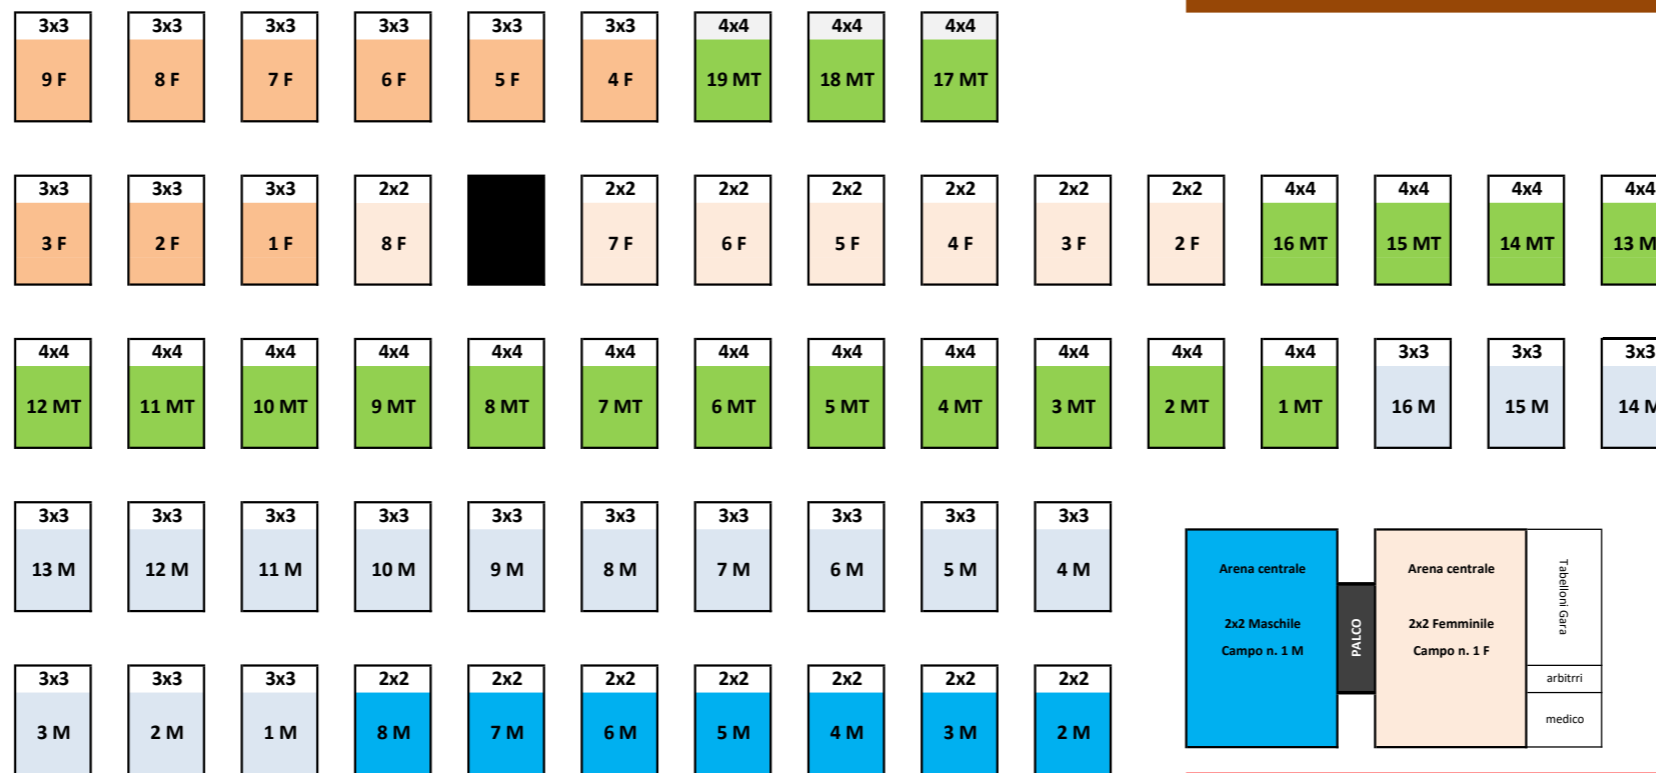 3x3 3x3 3x3 3x3 3x3 3x3 4x4 4x4 4x4
9 F 8 F 7 F 6 F 5 F 4 F 19 MT 18 MT 17 MT
3x3 3x3 3x3 2x2 2x2 2x2 2x2 2x2 2x2 2x2 4x4 4x4 4x4 4x4
3 F 2 F 1 F 8 F 7 F 6 F 5 F 4 F 3 F 2 F 16 MT 15 MT 14 MT 13 M
4x4 4x4 4x4 4x4 4x4 4x4 4x4 4x4 4x4 4x4 4x4 4x4 3x3 3x3 3x3
12 MT 11 MT 10 MT 9 MT 8 MT 7 MT 6 MT 5 MT 4 MT 3 MT 2 MT 1 MT 16 M 15 M 14 M
3x3 3x3 3x3 3x3 3x3 3x3 3x3 3x3 3x3 3x3
13 M 12 M 11 M 10 M 9 M 8 M 7 M 6 M 5 M 4 M
3x3 3x3 3x3 2x2 2x2 2x2 2x2 2x2 2x2 2x2
3 M 2 M 1 M 8 M 7 M 6 M 5 M 4 M 3 M 2 M
Arena centrale
2x2 Maschile
Campo n. 1 M
PALCO
Arena centrale
2x2 Femminile
Campo n. 1 F
Tabelloni Gara
arbitrri
medico